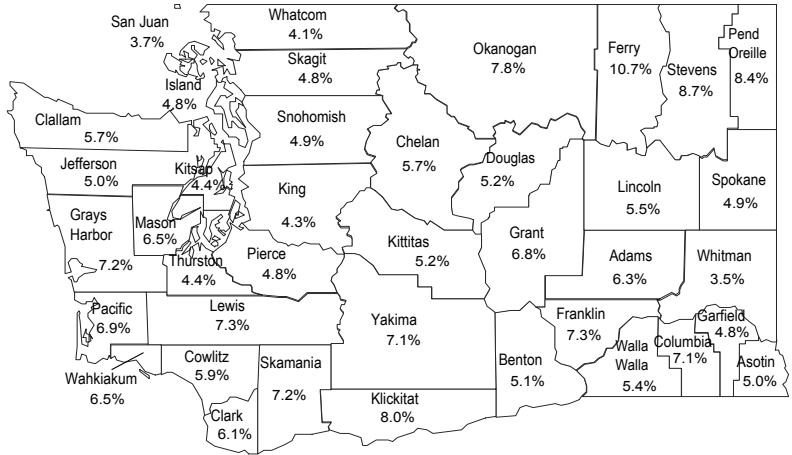 San Juan
3.7%
Whatcom
4.1%
Skagit
4.8%
Island
4.8%
Okanogan
7.8%
Ferry
10.7%
Stevens
8.7%
Pend
Oreille
8.4%
Clallam
5.7%
Snohomish
4.9%
Chelan
5.7%
Douglas
5.2%
Jefferson
5.0%
Kitsap
4.4%
King
4.3%
Lincoln
5.5%
Spokane
4.9%
Grays
Harbor
7.2%
Mason
6.5%
Thurston
4.4%
Pierce
4.8%
Kittitas
5.2%
Grant
6.8%
Adams
6.3%
Whitman
3.5%
Pacific
6.9%
Lewis
7.3%
Yakima
7.1%
Franklin
7.3%
Garfield
4.8%
Wahkiakum
6.5%
Cowlitz
5.9%
Skamania
7.2%
Benton
5.1%
Walla
Walla
5.4%
Columbia
7.1%
Asotin
5.0%
Clark
6.1%
Klickitat
8.0%